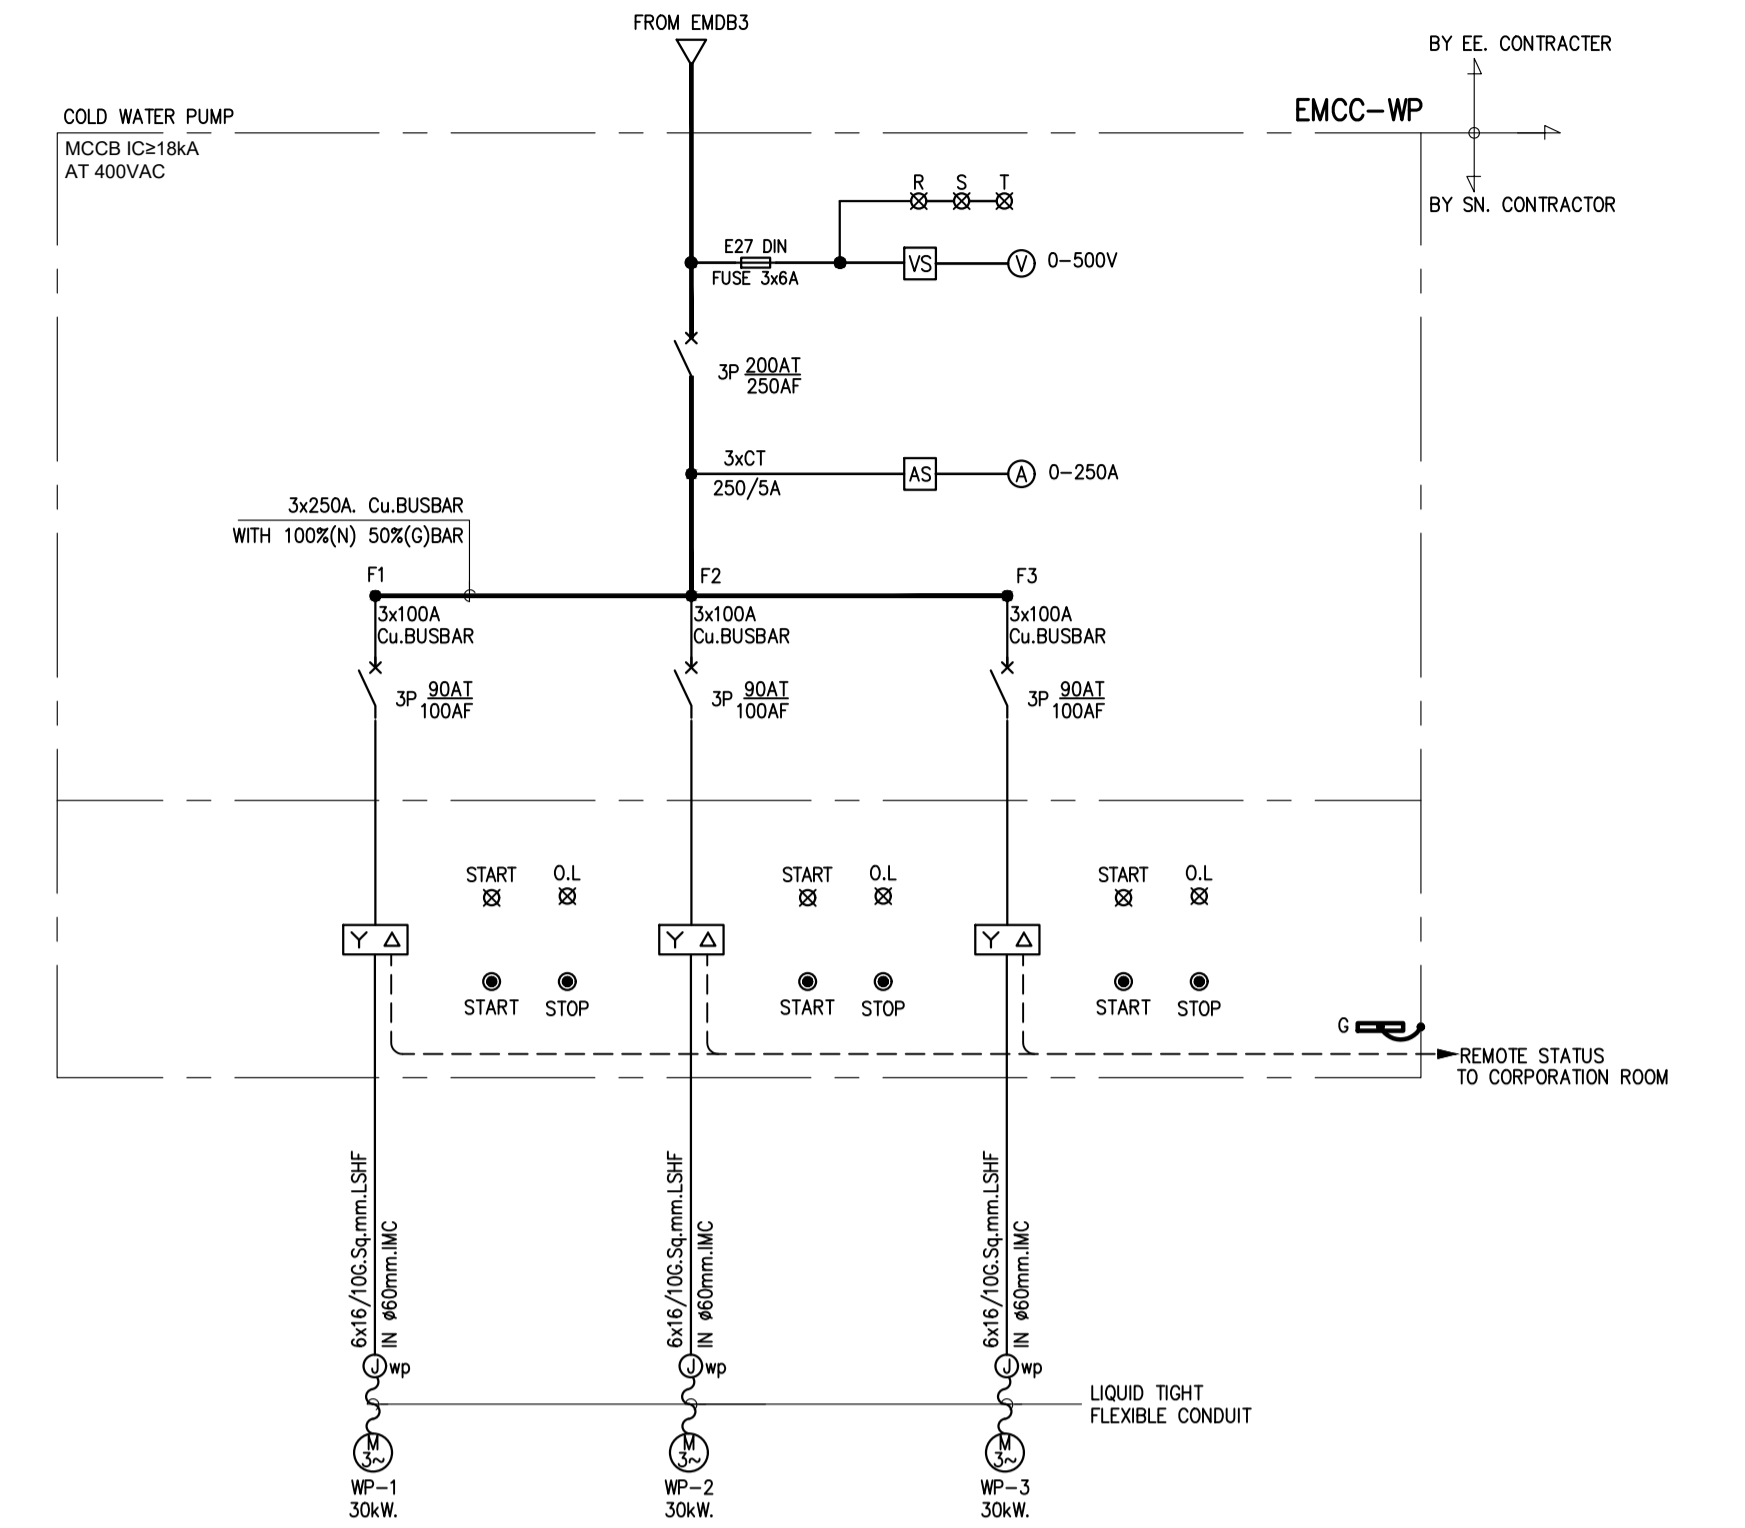 FROM EMDB3
BY EE. CONTRACTER
EMCC-WP
BY SN. CONTRACTOR
COLD WATER PUMP
MCCB IC≥18kA
AT 400VAC
R S T
E27 DIN
FUSE 3x6A
VS
V
0-500V
3P 200AT
250AF
3xCT
250/5A
AS
A
0-250A
3x250A. Cu.BUSBAR
WITH 100%(N) 50%(G)BAR
F1
F2
F3
3x100A
Cu.BUSBAR
3x100A
Cu.BUSBAR
3x100A
Cu.BUSBAR
3P 90AT
100AF
3P 90AT
100AF
3P 90AT
100AF
START O.L
START O.L
START O.L
Y Δ
Y Δ
Y Δ
START STOP
START STOP
START STOP
G
REMOTE STATUS
TO CORPORATION ROOM
6x16/10G.Sq.mm.LSHF
IN ø60mm.IMC
6x16/10G.Sq.mm.LSHF
IN ø60mm.IMC
6x16/10G.Sq.mm.LSHF
IN ø60mm.IMC
J wp
J wp
J wp
LIQUID TIGHT
FLEXIBLE CONDUIT
M
3~
M
3~
M
3~
WP-1
30kW.
WP-2
30kW.
WP-3
30kW.